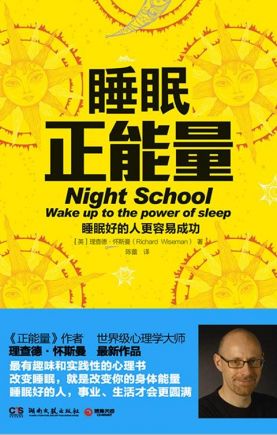 睡眠
正能量
Night School
Wake up to the power of sleep
睡眠好的人更容易成功
［英］理查德·怀斯曼（Richard Wiseman） 著
陈蕾 译
《正能量》作者 世界级心理学大师
理查德·怀斯曼 最新作品
最有趣味和实践性的心理书
改变睡眠，就是改变你的身体能量
睡眠好的人，事业、生活才会更圆满
湖南文艺出版社 博集天卷